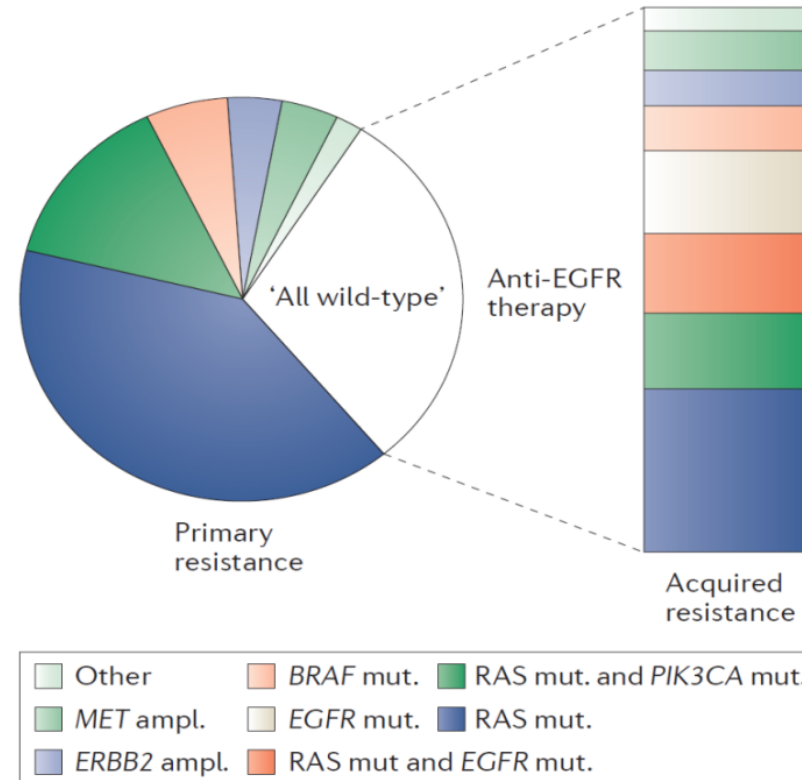 'All wild-type'
Anti-EGFR
therapy
Primary
resistance
Acquired
resistance
Other
BRAF mut.
RAS mut. and PIK3CA mut.
MET ampl.
EGFR mut.
RAS mut.
ERBB2 ampl.
RAS mut and EGFR mut.